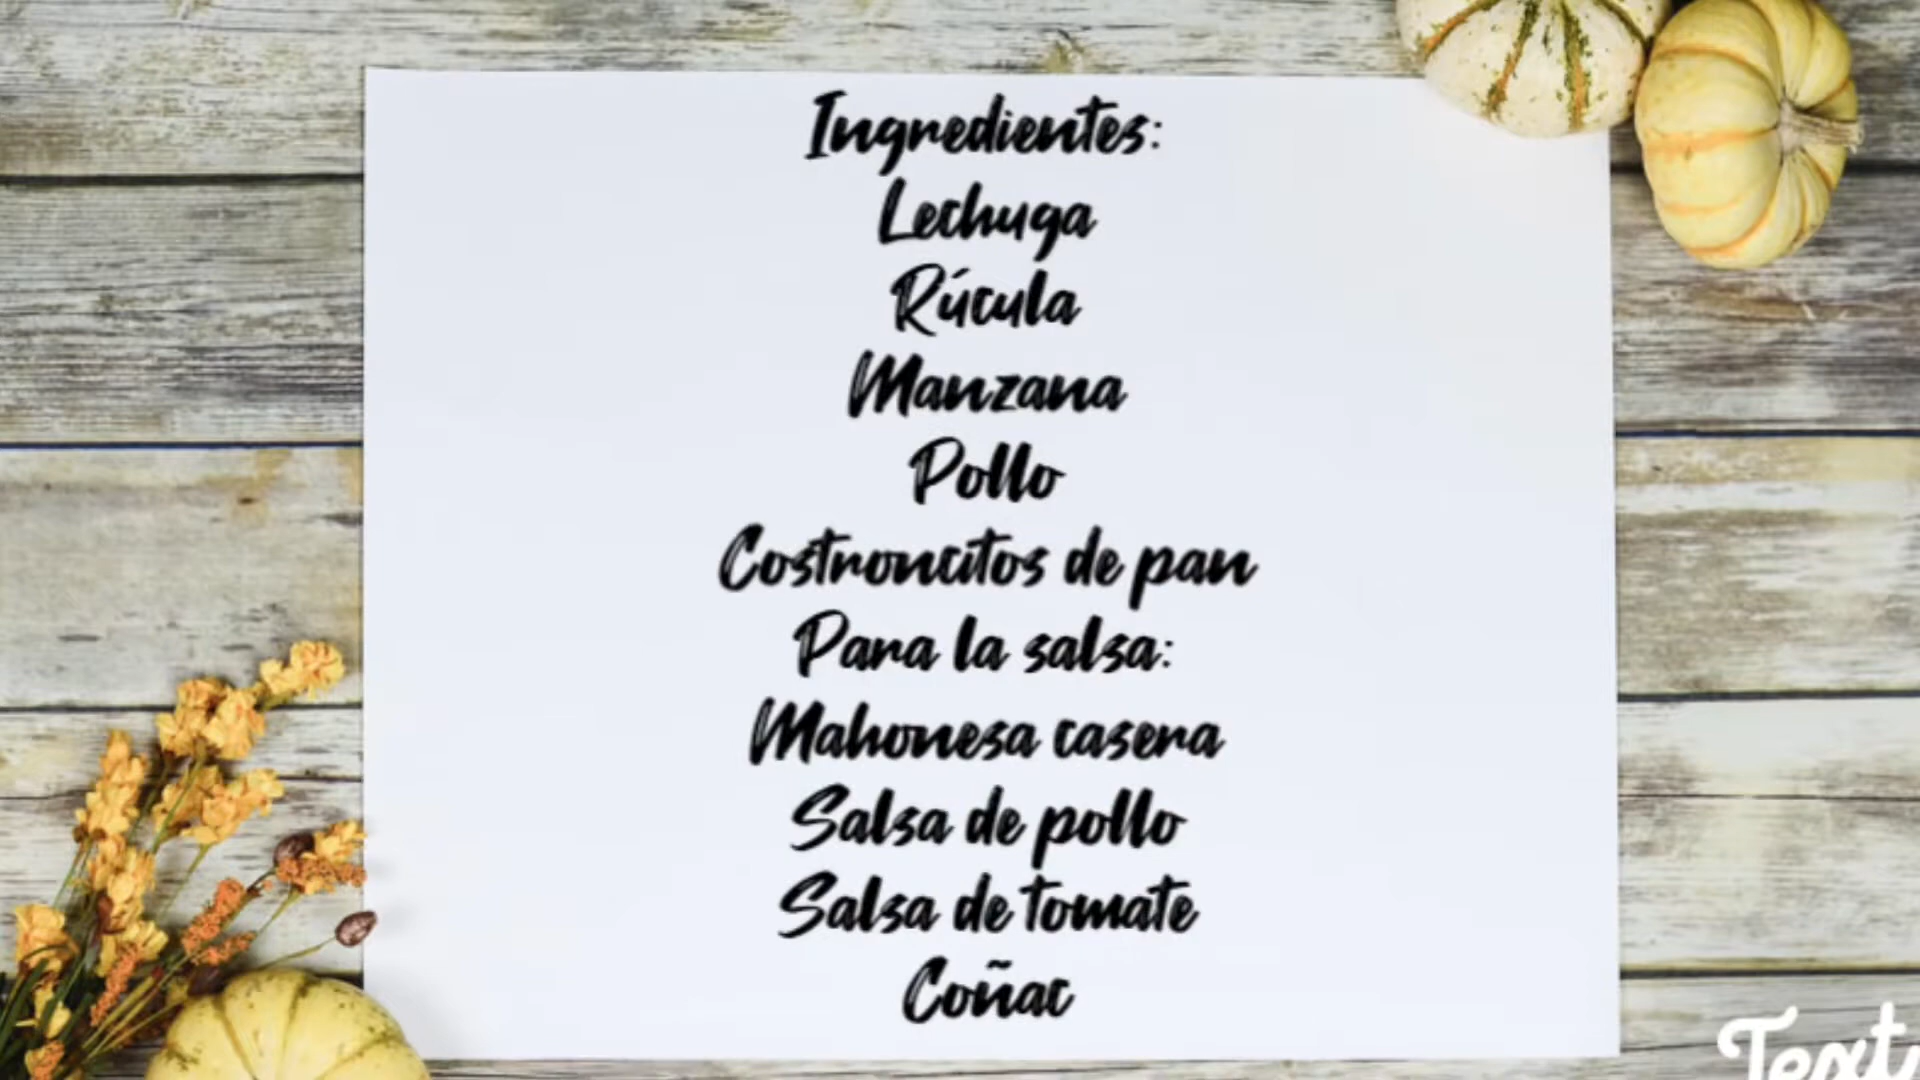 Ingredientes:
Lechuga
Rúcula
Manzana
Pollo
Costroncitos de pan
Para la salsa:
Mahonesa casera
Salsa de pollo
Salsa de tomate
Coñac
Text